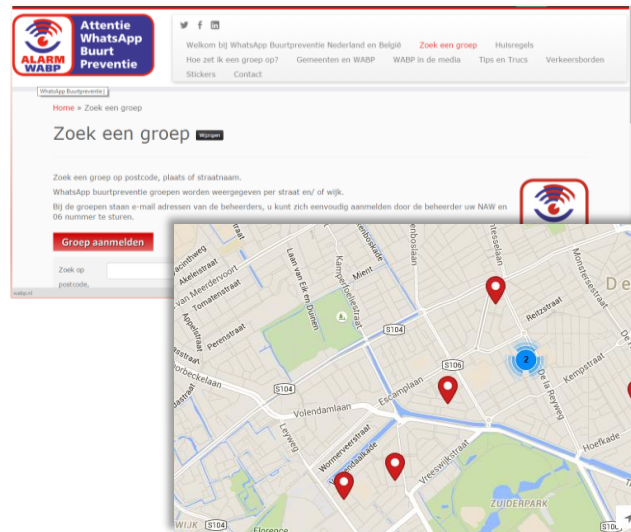 Attentie
WhatsApp
Buurt
Preventie
ALARM
WABP
Welkom bij WhatsApp Buurtpreventie Nederland en België Zoek een groep Huisregels
Hoe zet ik een groep op? Gemeenten en WABP WABP in de media Tips en Trucs Verkeersborden
Stickers Contact
WhatsApp Buurtpreventie |
Home » Zoek een groep
Zoek een groep Wijzigen
Zoek een groep op postcode, plaats of straatnaam.
WhatsApp buurtpreventie groepen worden weergegeven per straat en/ of wijk.
Bij de groepen staan e-mail adressen van de beheerders, u kunt zich eenvoudig aanmelden door de beheerder uw NAW en
06 nummer te sturen.
Groep aanmelden
Zoek op
postcode,
wabp.nl
Akeleistraat
van Meerdervoort
Tomatenstraat
Appelstraat
Perenstraat
Laan van Eik en Duinen
Kamperfoeliestraat
Mient
Monstersestraat
De
Reitzstraat
S104
2
S106
Kempstraat
De la Reyweg
Escamplaan
S104
Volendamlaan
Leyweg
Wormerveerstraat
Vreeswijkstraat
Hoefkade
ZUIDERPARK
WIJK
S104
Florence
S106